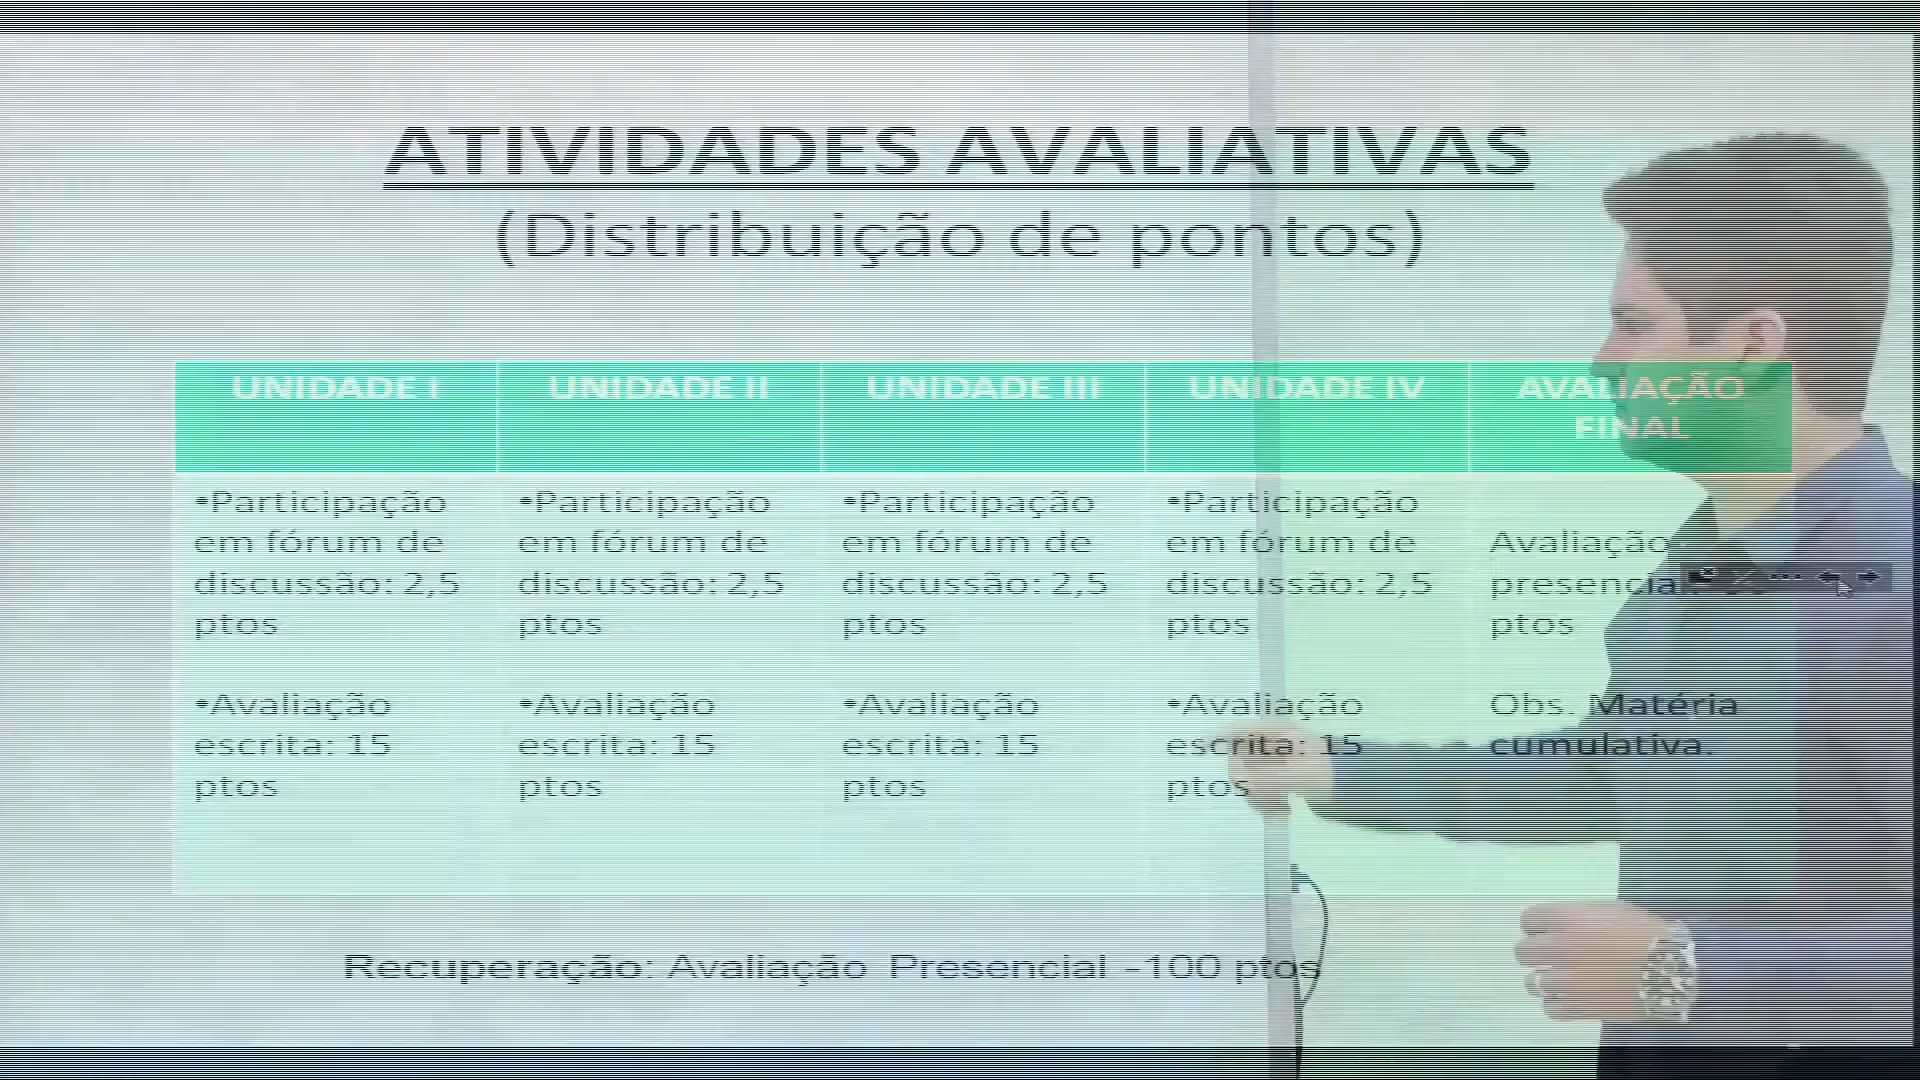 ATIVIDADES AVALIATIVAS
(Distribuição de pontos)
UNIDADE I
UNIDADE II
UNIDADE III
UNIDADE IV
AVALIAÇÃO
FINAL
•Participação
em fórum de
discussão: 2,5
ptos
•Avaliação
escrita: 15
ptos
•Participação
em fórum de
discussão: 2,5
ptos
•Avaliação
escrita: 15
ptos
•Participação
em fórum de
discussão: 2,5
ptos
•Avaliação
escrita: 15
ptos
•Participação
em fórum de
discussão: 2,5
ptos
•Avaliação
escrita: 15
ptos
Avaliação
presencial:
ptos
Obs. Matéria
cumulativa.
Recuperação: Avaliação Presencial -100 ptos